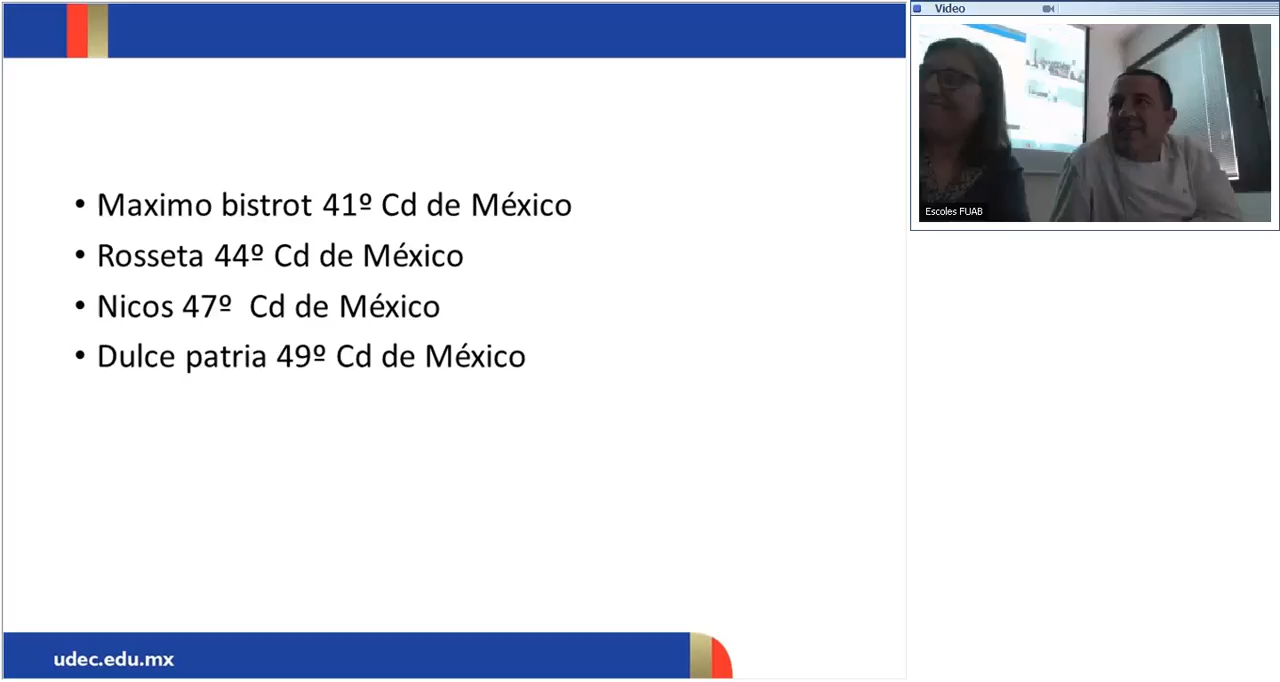 Video
Escoles FUAB
• Maximo bistrot 41º Cd de México
• Rosseta 44º Cd de México
• Nicos 47º  Cd de México
• Dulce patria 49º Cd de México
udec.edu.mx